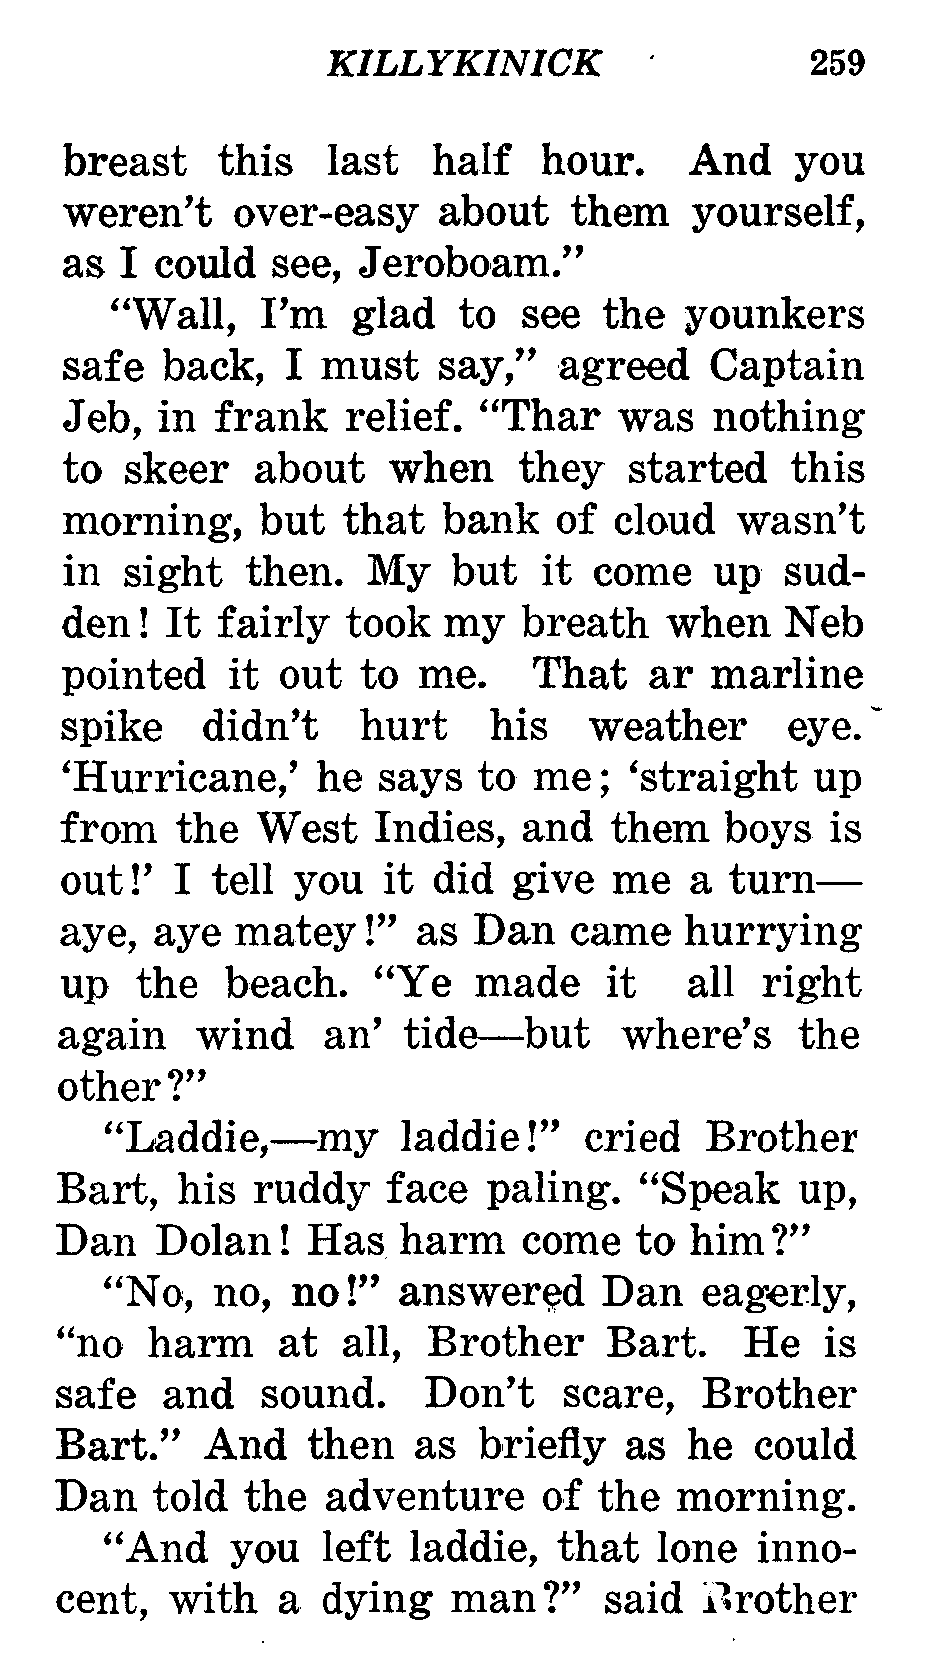 KILLYKINICK 259
breast this last half hour. And you
weren't over-easy about them yourself,
as I could see, Jeroboam."
"Wall, I'm glad to see the younkers
safe back, I must say," agreed Captain
Jeb, in frank relief. "Thar was nothing
to skeer about when they started this
morning, but that bank of cloud wasn't
in sight then. My but it come up sud-
den! It fairly took my breath when Neb
pointed it out to me. That ar marline
spike didn't hurt his weather eye.
'Hurricane,' he says to me; 'straight up
from the West Indies, and them boys is
out!' I tell you it did give me a turn—
aye, aye matey!" as Dan came hurrying
up the beach. "Ye made it all right
again wind an' tide—but where's the
other?"
"Laddie,—my laddie!" cried Brother
Bart, his ruddy face paling. "Speak up,
Dan Dolan! Has harm come to him?"
"No, no, no!" answered Dan eagerly,
"no harm at all, Brother Bart. He is
safe and sound. Don't scare, Brother
Bart." And then as briefly as he could
Dan told the adventure of the morning.
"And you left laddie, that lone inno-
cent, with a dying man?" said Brother